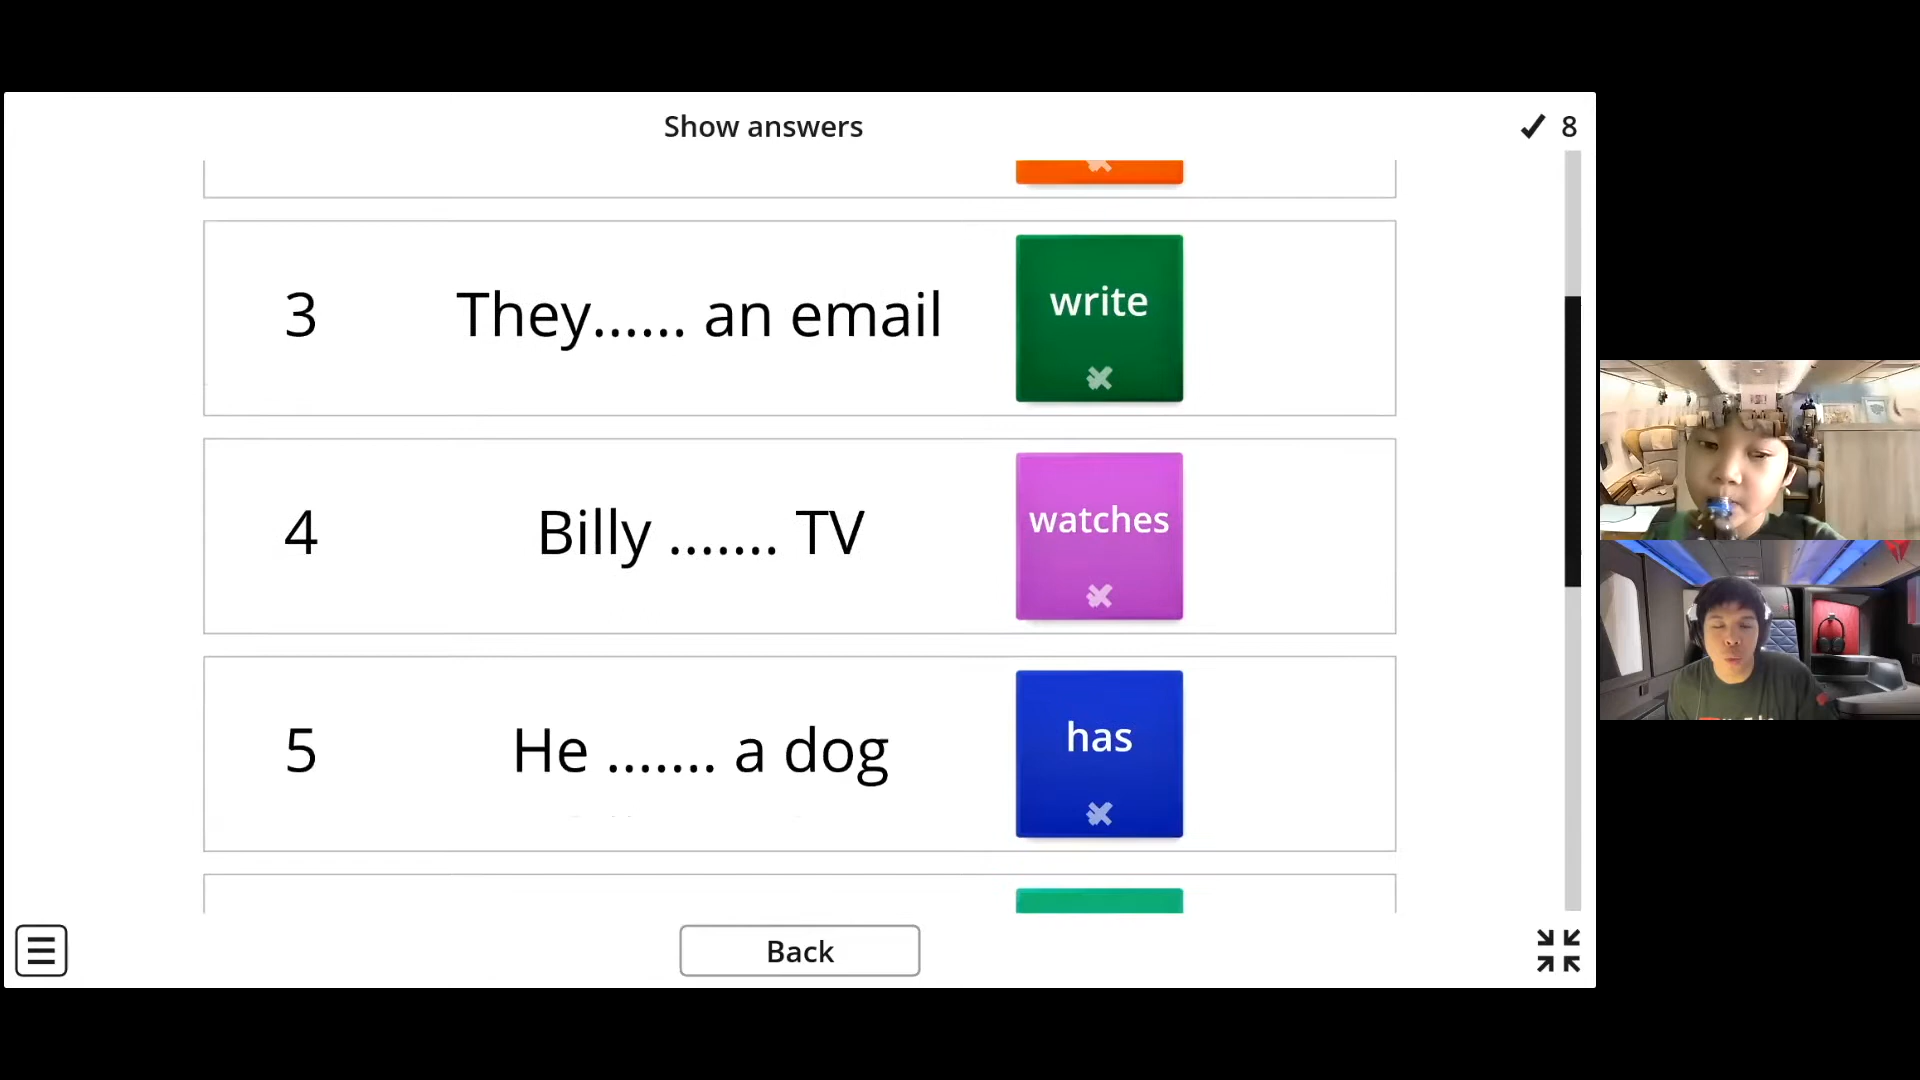 Show answers
8
3 They...... an email write
4 Billy ....... TV watches
5 He ....... a dog has
Back